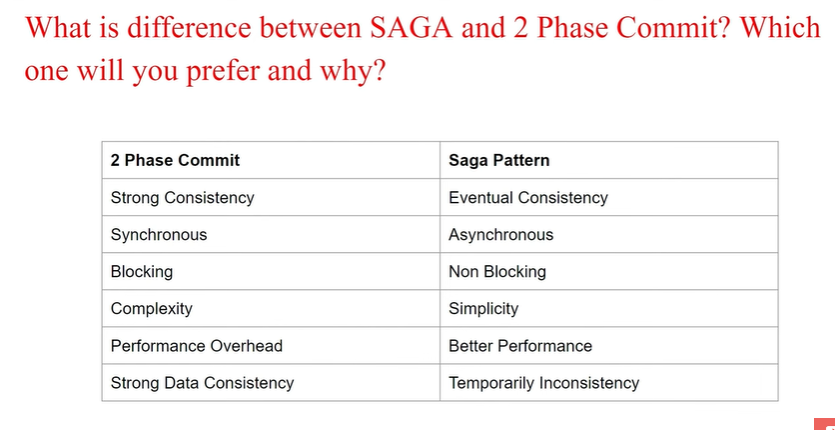 What is difference between SAGA and 2 Phase Commit? Which
one will you prefer and why?
2 Phase Commit Saga Pattern
Strong Consistency Eventual Consistency
Synchronous Asynchronous
Blocking Non Blocking
Complexity Simplicity
Performance Overhead Better Performance
Strong Data Consistency Temporarily Inconsistency